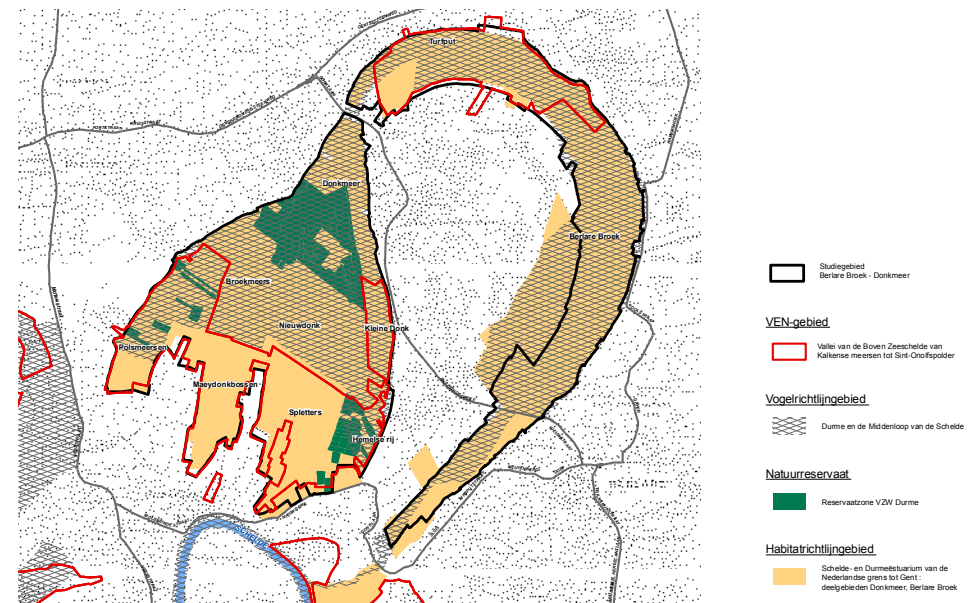 Turfput
Donkmeer
Berlare Broek
Broekmeers
Nieuwdonk
Kleine Donk
Polsmeersen
Maeydonkbossen
Spletters
Hemelse rij
Studiegebied
Berlare Broek - Donkmeer
VEN-gebied
Vallei van de Boven Zeeschelde van
Kalkense meersen tot Sint-Onolfspolder
Vogelrichtlijngebied
Durme en de Middenloop van de Schelde
Natuurreservaat
Reservaatzone VZW Durme
Habitatrichtlijngebied
Schelde- en Durmeëstuarium van de
Nederlandse grens tot Gent :
deelgebieden Donkmeer, Berlare Broek